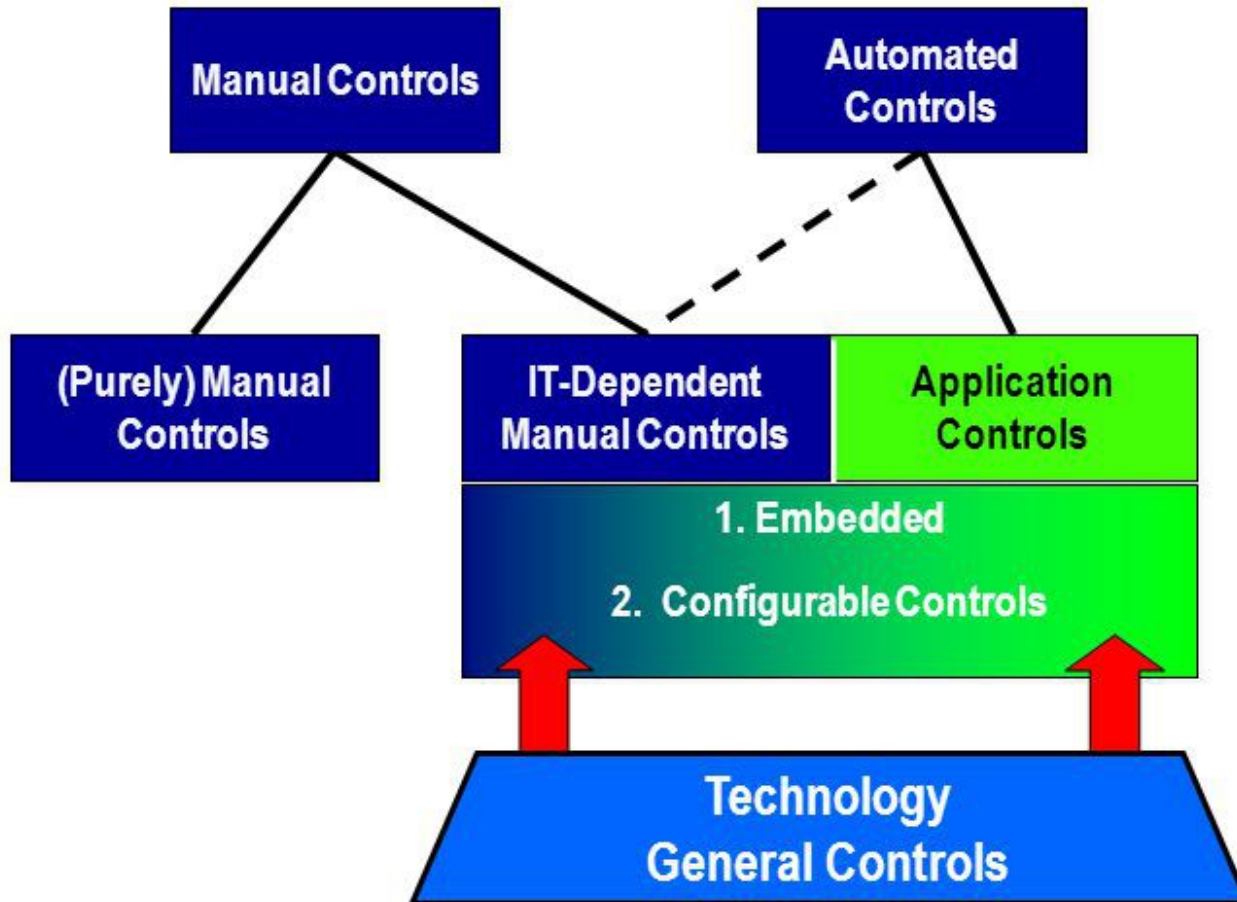 Manual Controls
Automated
Controls
(Purely) Manual
Controls
IT-Dependent
Manual Controls
Application
Controls
1. Embedded
2. Configurable Controls
Technology
General Controls